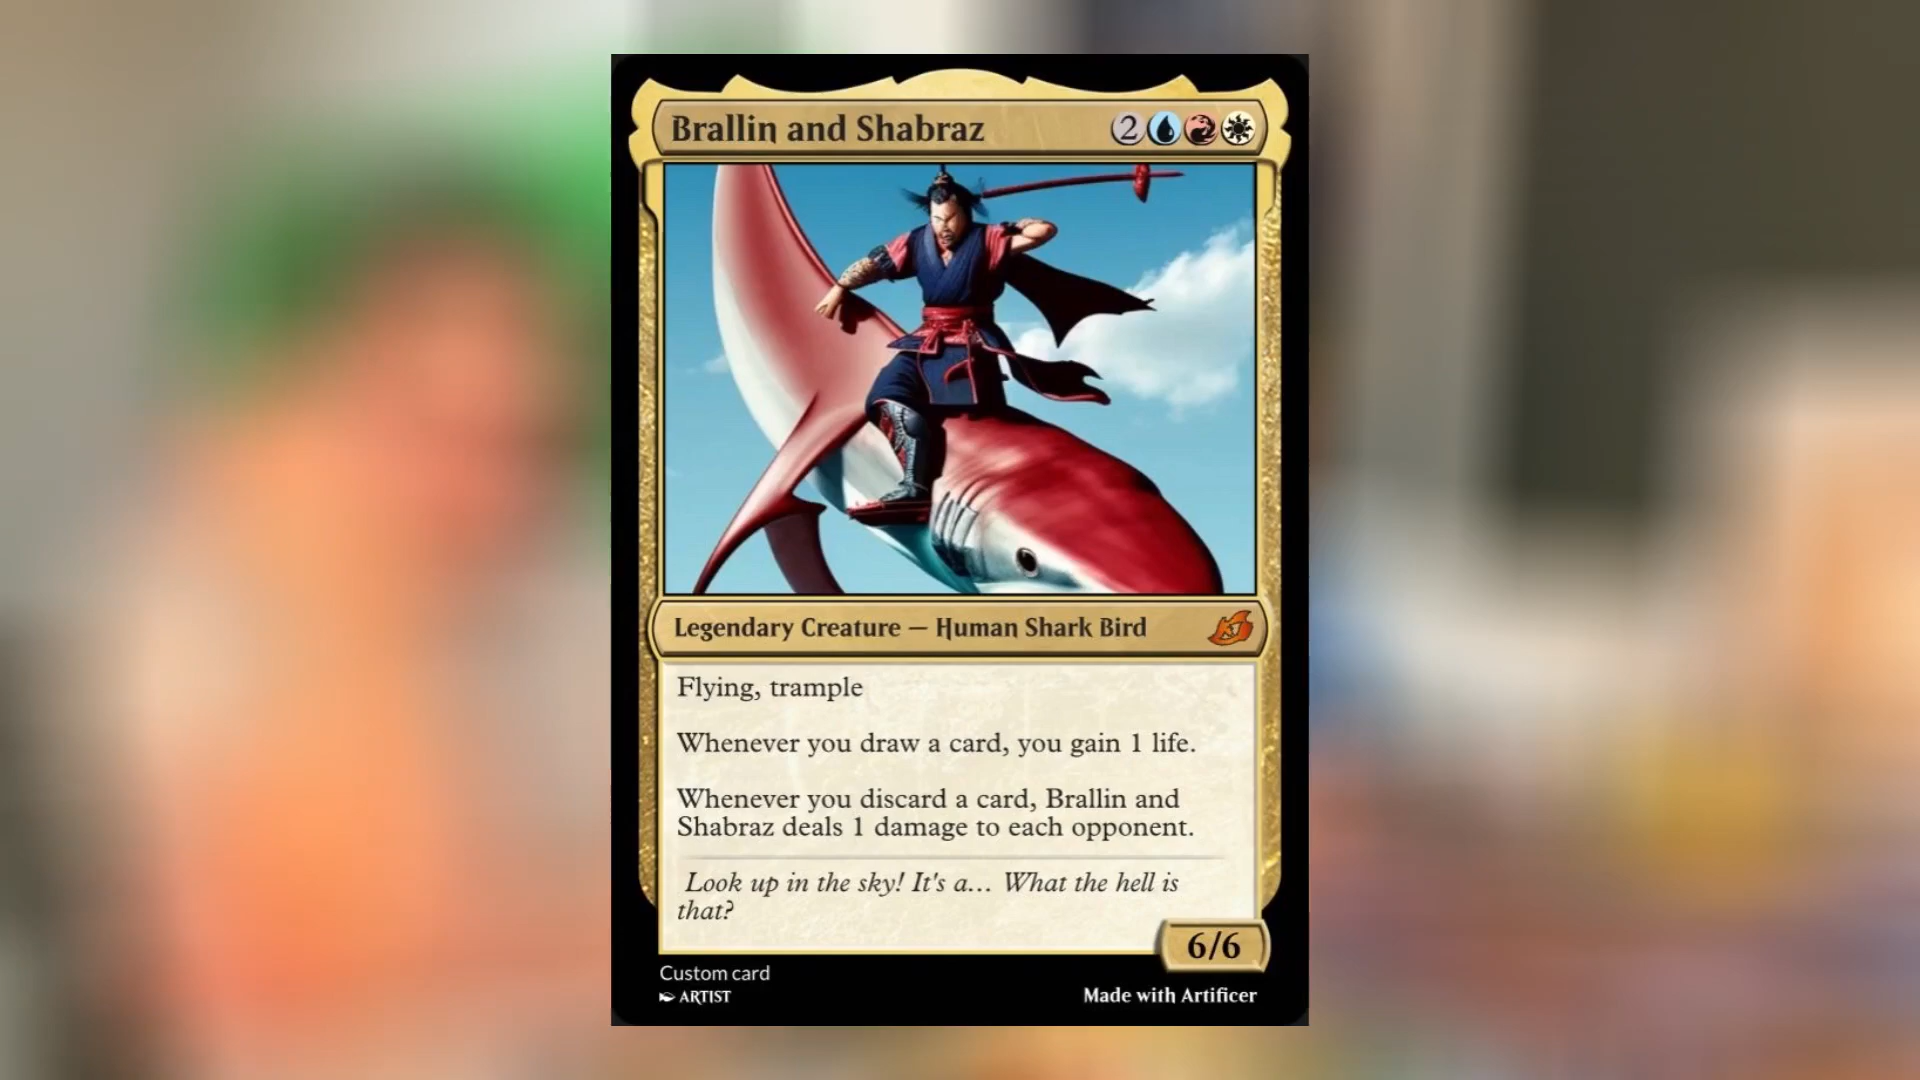 Brallin and Shabraz 2
Legendary Creature — Human Shark Bird
Flying, trample
Whenever you draw a card, you gain 1 life.
Whenever you discard a card, Brallin and
Shabraz deals 1 damage to each opponent.
Look up in the sky! It's a... What the hell is
that?
6/6
Custom card
ARTIST
Made with Artificer